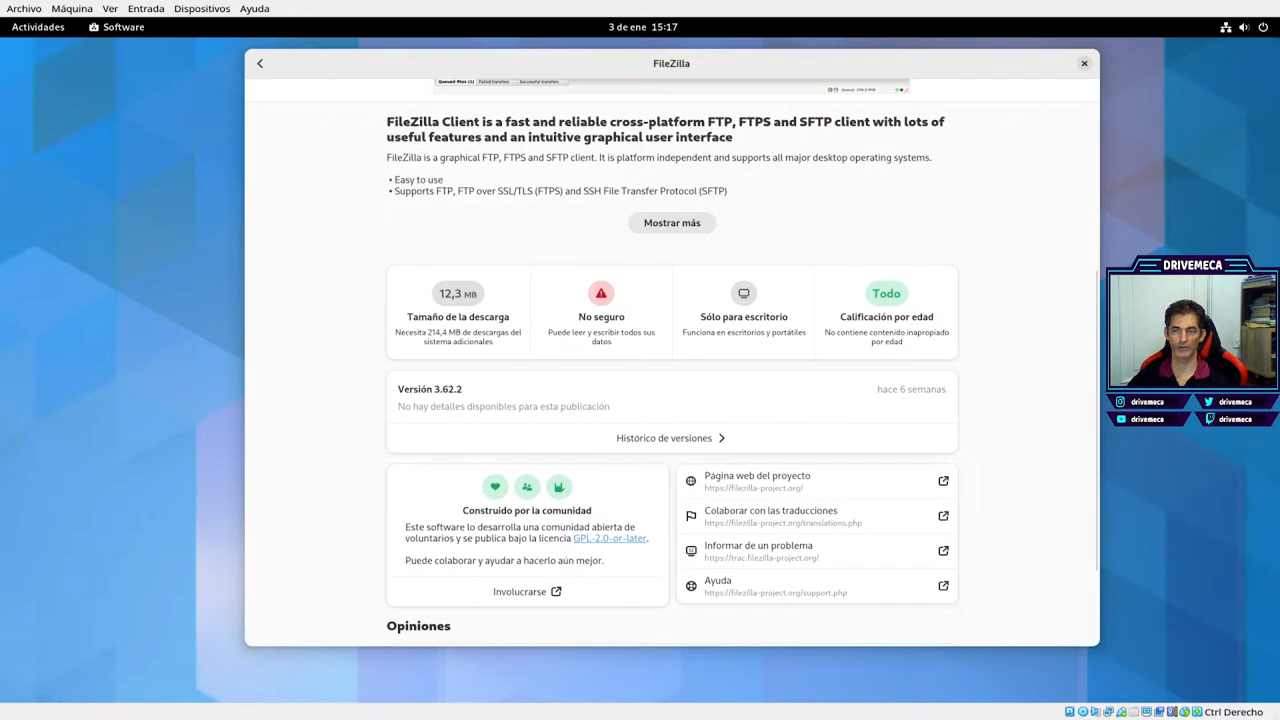 Archivo Máquina Ver Entrada Dispositivos Ayuda
Actividades Software 3 de ene 15:17
FileZilla
Queued files (1) Failed transfers Successful transfers
FileZilla Client is a fast and reliable cross-platform FTP, FTPS and SFTP client with lots of
useful features and an intuitive graphical user interface
FileZilla is a graphical FTP, FTPS and SFTP client. It is platform independent and supports all major desktop operating systems.
• Easy to use
• Supports FTP, FTP over SSL/TLS (FTPS) and SSH File Transfer Protocol (SFTP)
Mostrar más
12,3 MB
Tamaño de la descarga
Necesita 214,4 MB de descargas del
sistema adicionales
No seguro
Puede leer y escribir todos sus
datos
Sólo para escritorio
Funciona en escritorios y portátiles
Todo
Calificación por edad
No contiene contenido inapropiado
por edad
Versión 3.62.2 hace 6 semanas
No hay detalles disponibles para esta publicación
Histórico de versiones
Construido por la comunidad
Este software lo desarrolla una comunidad abierta de
voluntarios y se publica bajo la licencia GPL-2.0-or-later.
Puede colaborar y ayudar a hacerlo aún mejor.
Involucrarse
Página web del proyecto
https://filezilla-project.org/
Colaborar con las traducciones
https://filezilla-project.org/translations.php
Informar de un problema
https://trac.filezilla-project.org/
Ayuda
https://filezilla-project.org/support.php
Opiniones
DRIVEMECA
drivemeca drivemeca
drivemeca drivemeca
Ctrl Derecho